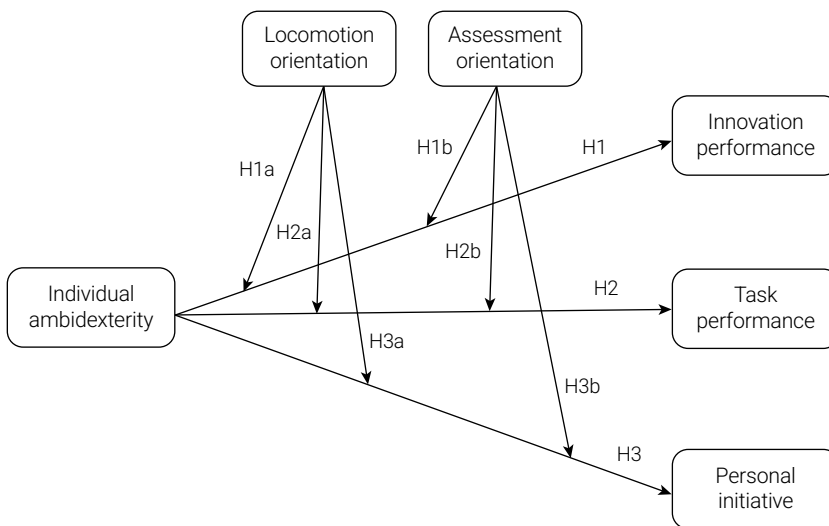 Locomotion
orientation
Assessment
orientation
Innovation
performance
H1
H1b
H1a
H2a
H2b
Individual
ambidexterity
H2
Task
performance
H3a
H3b
H3
Personal
initiative